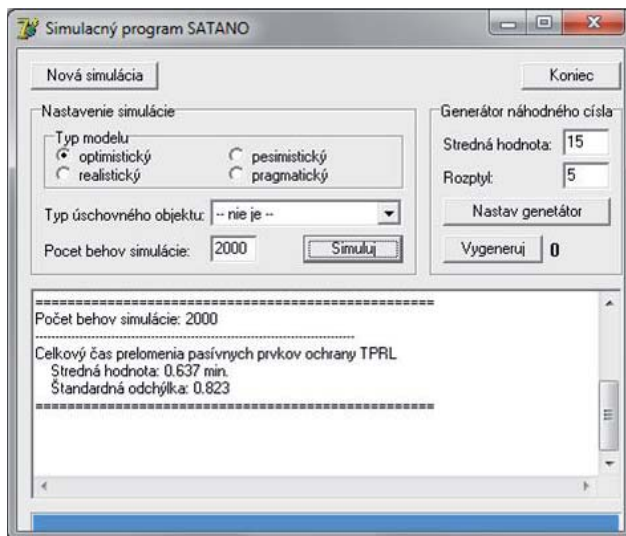 Simulacný program SATANO
Nová simulácia
Koniec
Nastavenie simulácie
Typ modelu
optimistický
pesimistický
realistický
pragmatický
Typ úschovného objektu:
-- nie je --
Pocet behov simulácie:
2000
Simuluj
Generátor náhodného císla
Stredná hodnota:
15
Rozptyl:
5
Nastav genetátor
Vygeneruj
0
==================================================
Počet behov simulácie: 2000
--------------------------------------------------------------------------------
Celkový čas prelomenia pasívnych prvkov ochrany TPRL
Stredná hodnota: 0.637 min.
Štandardná odchýlka: 0.823
==================================================